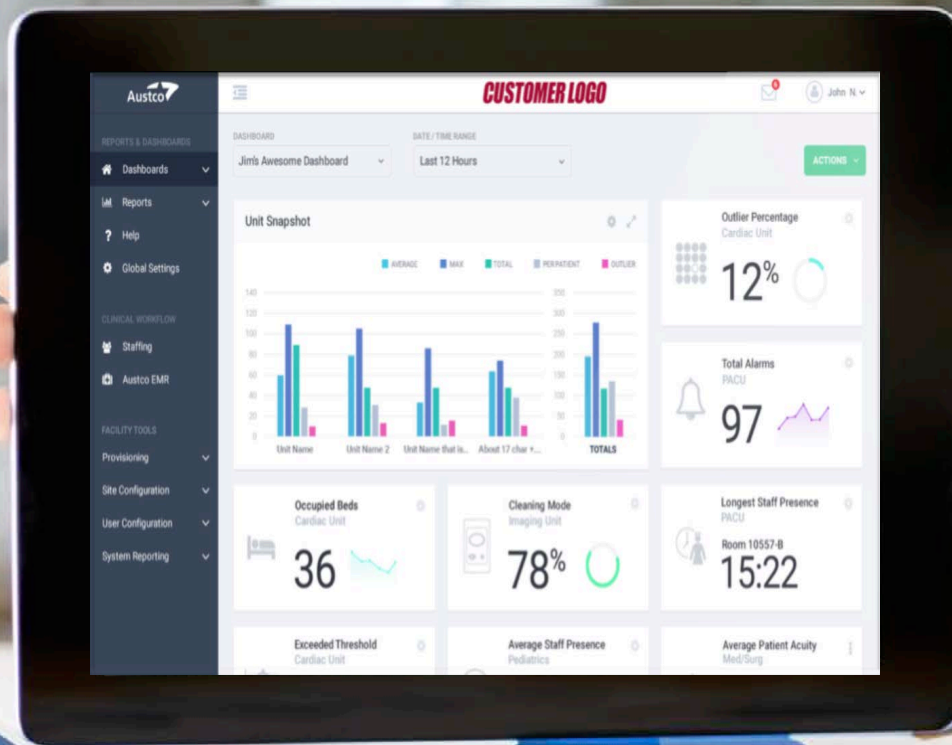 Austco
CUSTOMER LOGO
John N.
REPORTS & DASHBOARDS
Dashboards
Reports
Help
Global Settings
CLINICAL WORKFLOW
Staffing
Austco EMR
FACILITY TOOLS
Provisioning
Site Configuration
User Configuration
System Reporting
DASHBOARD
Jim's Awesome Dashboard
DATE / TIME RANGE
Last 12 Hours
ACTIONS
Unit Snapshot
AVERAGE MAX TOTAL PER PATIENT OUTLIER
140
120
100
80
60
40
20
0
350
300
250
200
150
100
50
0
Unit Name Unit Name 2 Unit Name that is... About 17 char +... TOTALS
Outlier Percentage
Cardiac Unit
12%
Total Alarms
PACU
97
Occupied Beds
Cardiac Unit
36
Cleaning Mode
Imaging Unit
78%
Longest Staff Presence
PACU
Room 10557-B
15:22
Exceeded Threshold
Cardiac Unit
Average Staff Presence
Pediatrics
Average Patient Acuity
Med/Surg